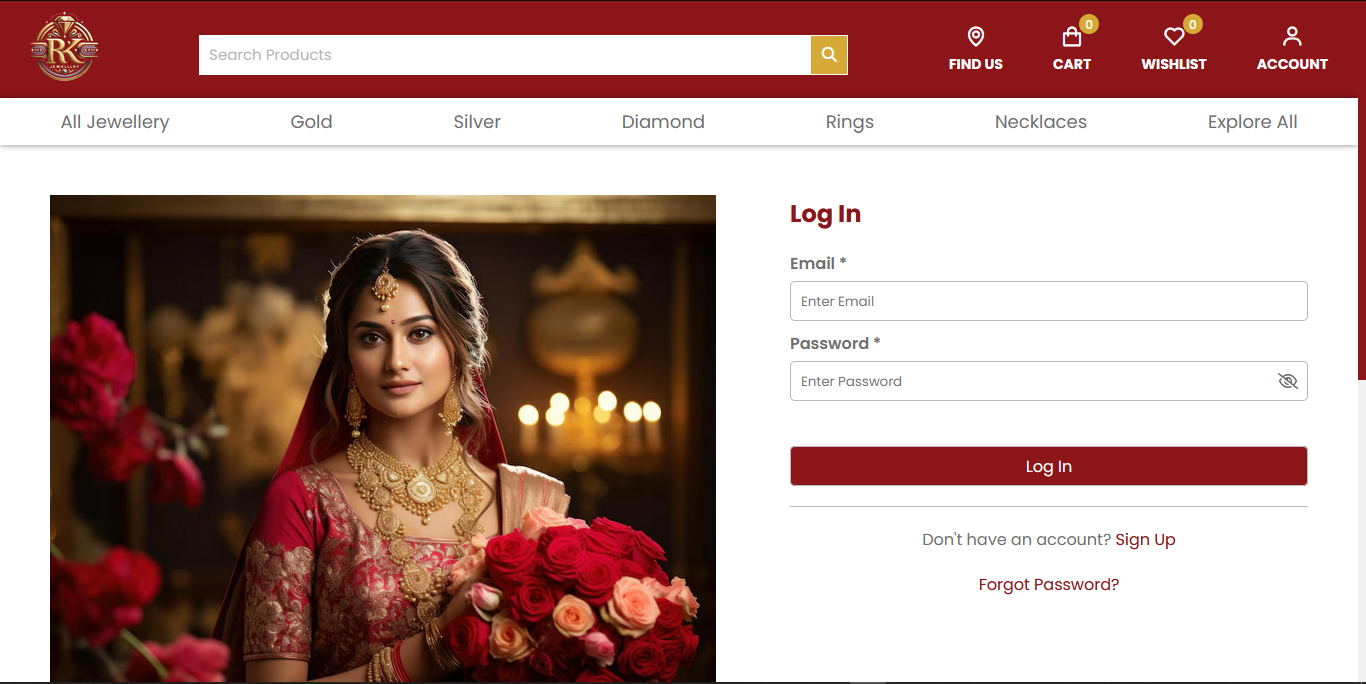 RK
JEWELLERY
Search Products
FIND US
0
CART
0
WISHLIST
ACCOUNT
All Jewellery
Gold
Silver
Diamond
Rings
Necklaces
Explore All
Log In
Email *
Enter Email
Password *
Enter Password
Log In
Don't have an account? Sign Up
Forgot Password?